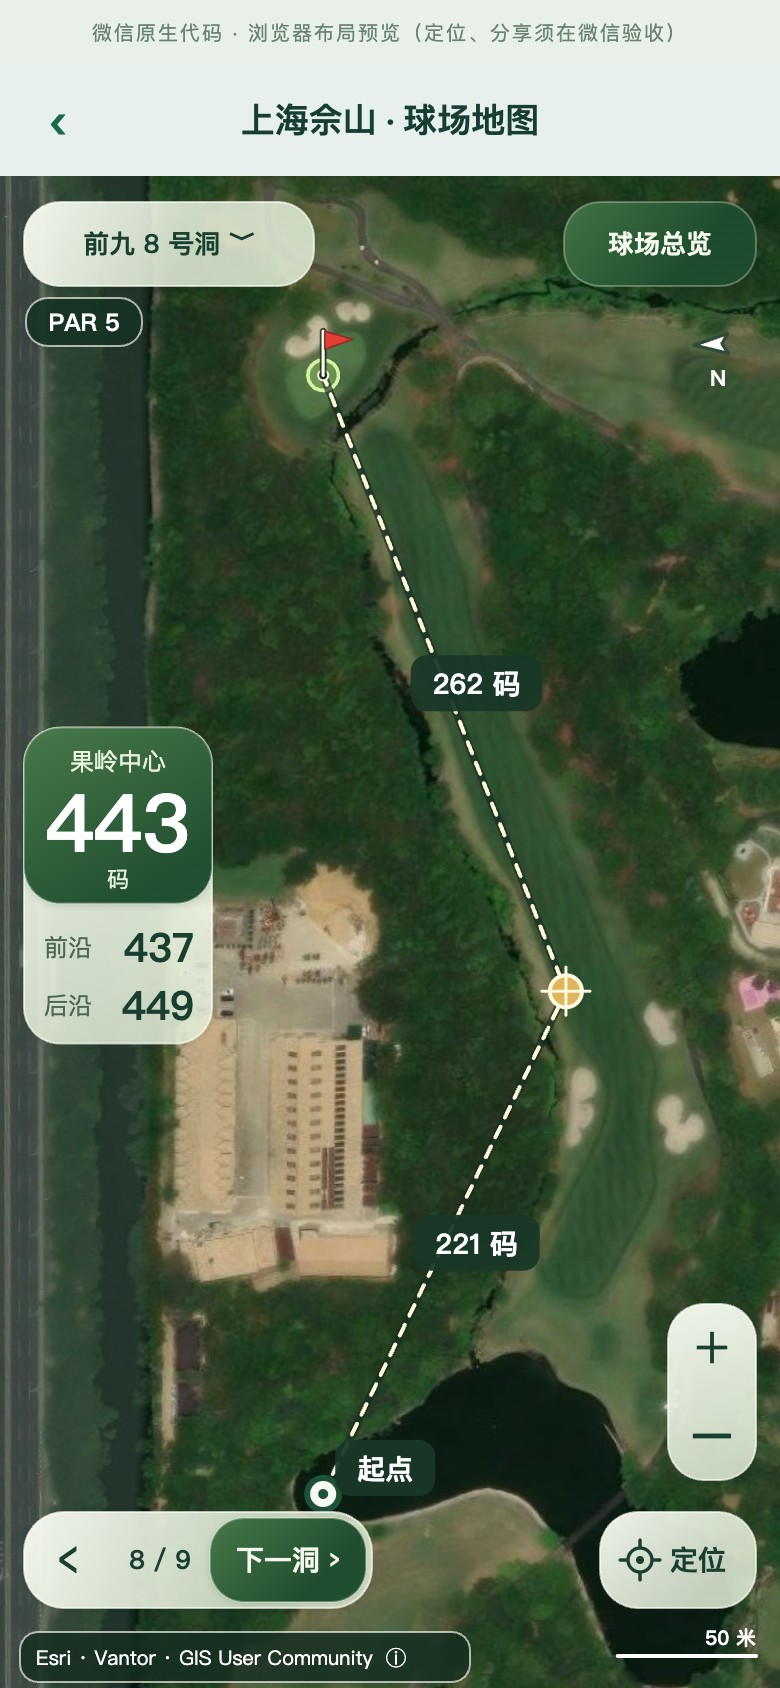 微信原生代码 · 浏览器布局预览（定位、分享须在微信验收）
‹ 上海佘山 · 球场地图
前九 8 号洞
球场总览
PAR 5
N
262 码
果岭中心
443
码
前沿 437
后沿 449
221 码
+
−
起点
< 8 / 9 下一洞 ›
定位
50 米
Esri · Vantor · GIS User Community ⓘ